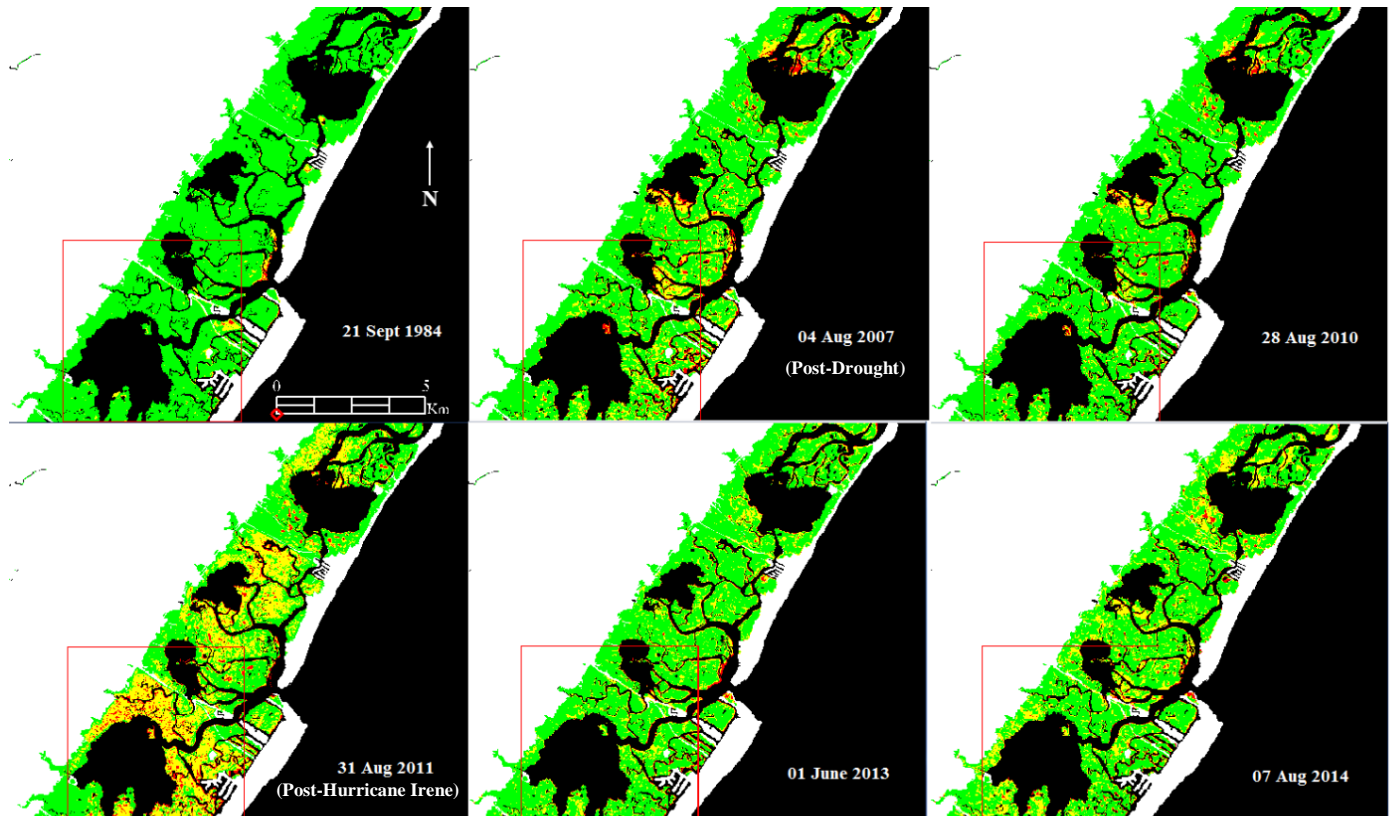 N
21 Sept 1984
0 5
Km
04 Aug 2007
(Post-Drought)
28 Aug 2010
31 Aug 2011
(Post-Hurricane Irene)
01 June 2013
07 Aug 2014